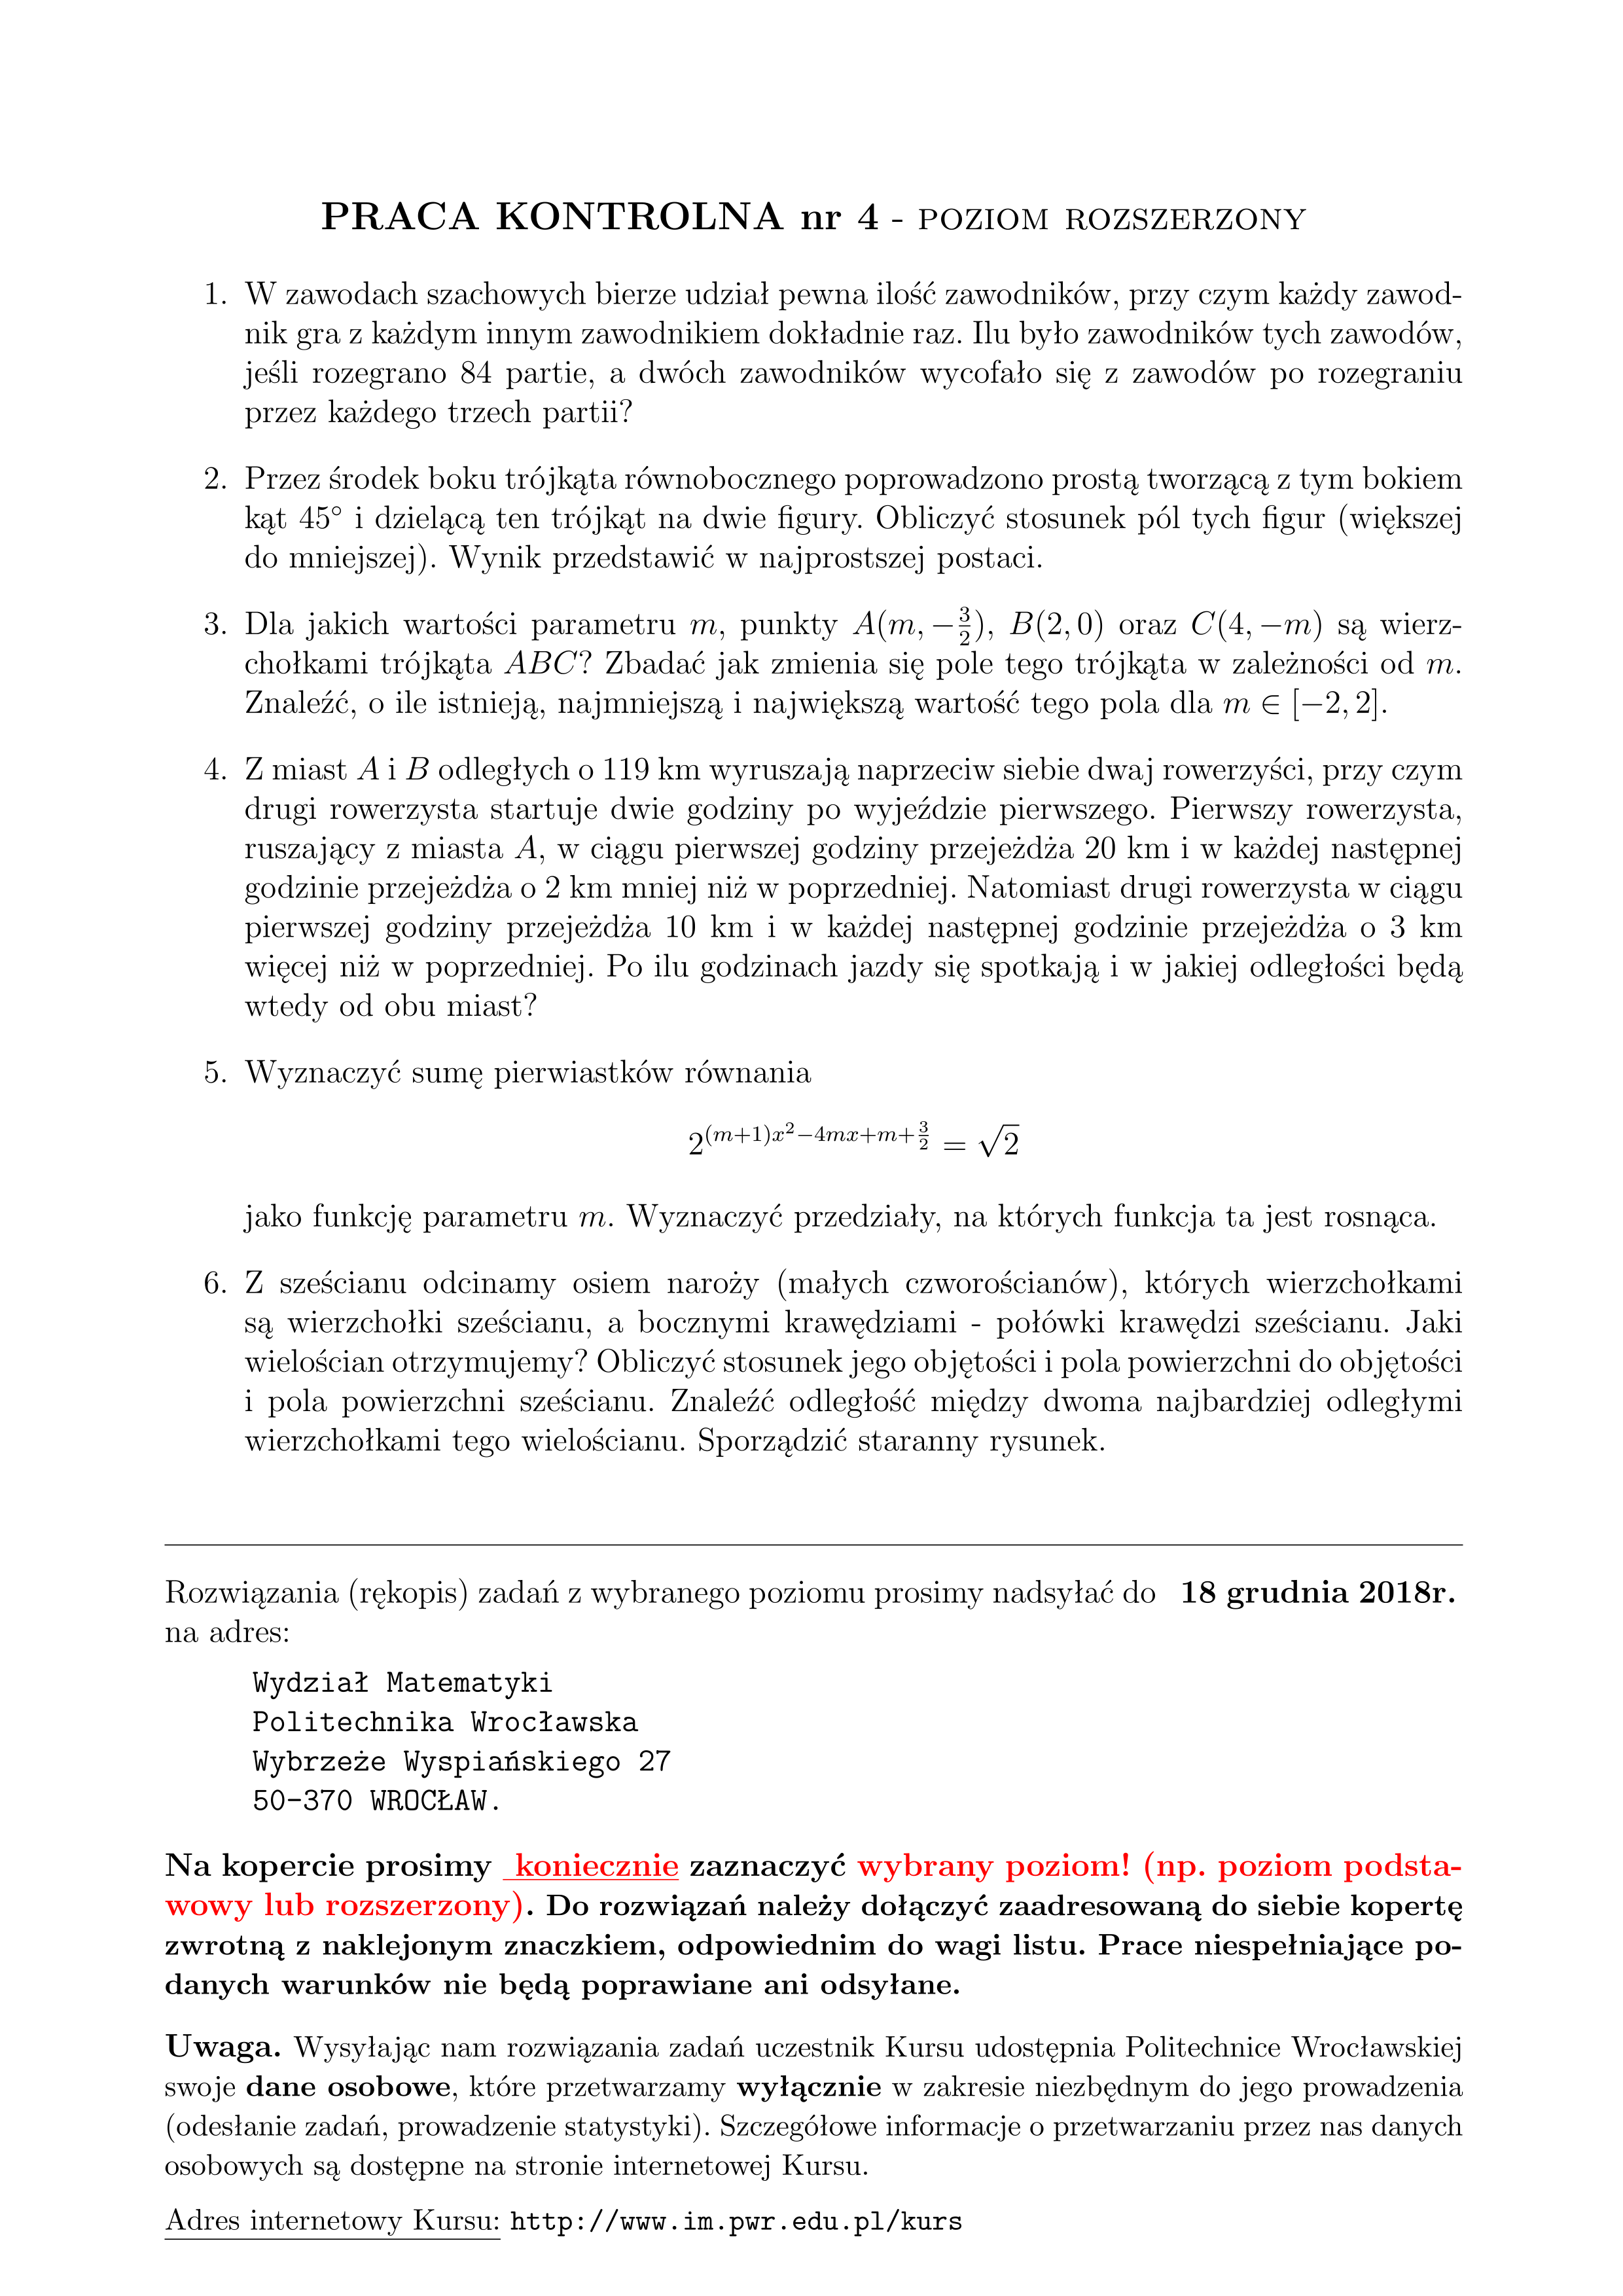 PRACA KONTROLNA nr 4 - POZIOM ROZSZERZONY
1. W zawodach szachowych bierze udział pewna ilość zawodników, przy czym każdy zawod-
nik gra z każdym innym zawodnikiem dokładnie raz. Ilu było zawodników tych zawodów,
jeśli rozegrano 84 partie, a dwóch zawodników wycofało się z zawodów po rozegraniu
przez każdego trzech partii?
2. Przez środek boku trójkąta równobocznego poprowadzono prostą tworzącą z tym bokiem
kąt 45° i dzielącą ten trójkąt na dwie figury. Obliczyć stosunek pól tych figur (większej
do mniejszej). Wynik przedstawić w najprostszej postaci.
3. Dla jakich wartości parametru m, punkty A(m, −3/2), B(2, 0) oraz C(4, −m) są wierz-
chołkami trójkąta ABC? Zbadać jak zmienia się pole tego trójkąta w zależności od m.
Znaleźć, o ile istnieją, najmniejszą i największą wartość tego pola dla m ∈ [−2, 2].
4. Z miast A i B odległych o 119 km wyruszają naprzeciw siebie dwaj rowerzyści, przy czym
drugi rowerzysta startuje dwie godziny po wyjeździe pierwszego. Pierwszy rowerzysta,
ruszający z miasta A, w ciągu pierwszej godziny przejeżdża 20 km i w każdej następnej
godzinie przejeżdża o 2 km mniej niż w poprzedniej. Natomiast drugi rowerzysta w ciągu
pierwszej godziny przejeżdża 10 km i w każdej następnej godzinie przejeżdża o 3 km
więcej niż w poprzedniej. Po ilu godzinach jazdy się spotkają i w jakiej odległości będą
wtedy od obu miast?
5. Wyznaczyć sumę pierwiastków równania
2^{(m+1)x²−4mx+m+3/2} = √2
jako funkcję parametru m. Wyznaczyć przedziały, na których funkcja ta jest rosnąca.
6. Z sześcianu odcinamy osiem naroży (małych czworościanów), których wierzchołkami
są wierzchołki sześcianu, a bocznymi krawędziami - połówki krawędzi sześcianu. Jaki
wielościan otrzymujemy? Obliczyć stosunek jego objętości i pola powierzchni do objętości
i pola powierzchni sześcianu. Znaleźć odległość między dwoma najbardziej odległymi
wierzchołkami tego wielościanu. Sporządzić staranny rysunek.
Rozwiązania (rękopis) zadań z wybranego poziomu prosimy nadsyłać do 18 grudnia 2018r.
na adres:
Wydział Matematyki
Politechnika Wrocławska
Wybrzeże Wyspiańskiego 27
50-370 WROCŁAW.
Na kopercie prosimy koniecznie zaznaczyć wybrany poziom! (np. poziom podsta-
wowy lub rozszerzony). Do rozwiązań należy dołączyć zaadresowaną do siebie kopertę
zwrotną z naklejonym znaczkiem, odpowiednim do wagi listu. Prace niespełniające po-
danych warunków nie będą poprawiane ani odsyłane.
Uwaga. Wysyłając nam rozwiązania zadań uczestnik Kursu udostępnia Politechnice Wrocławskiej
swoje dane osobowe, które przetwarzamy wyłącznie w zakresie niezbędnym do jego prowadzenia
(odesłanie zadań, prowadzenie statystyki). Szczegółowe informacje o przetwarzaniu przez nas danych
osobowych są dostępne na stronie internetowej Kursu.
Adres internetowy Kursu: http://www.im.pwr.edu.pl/kurs